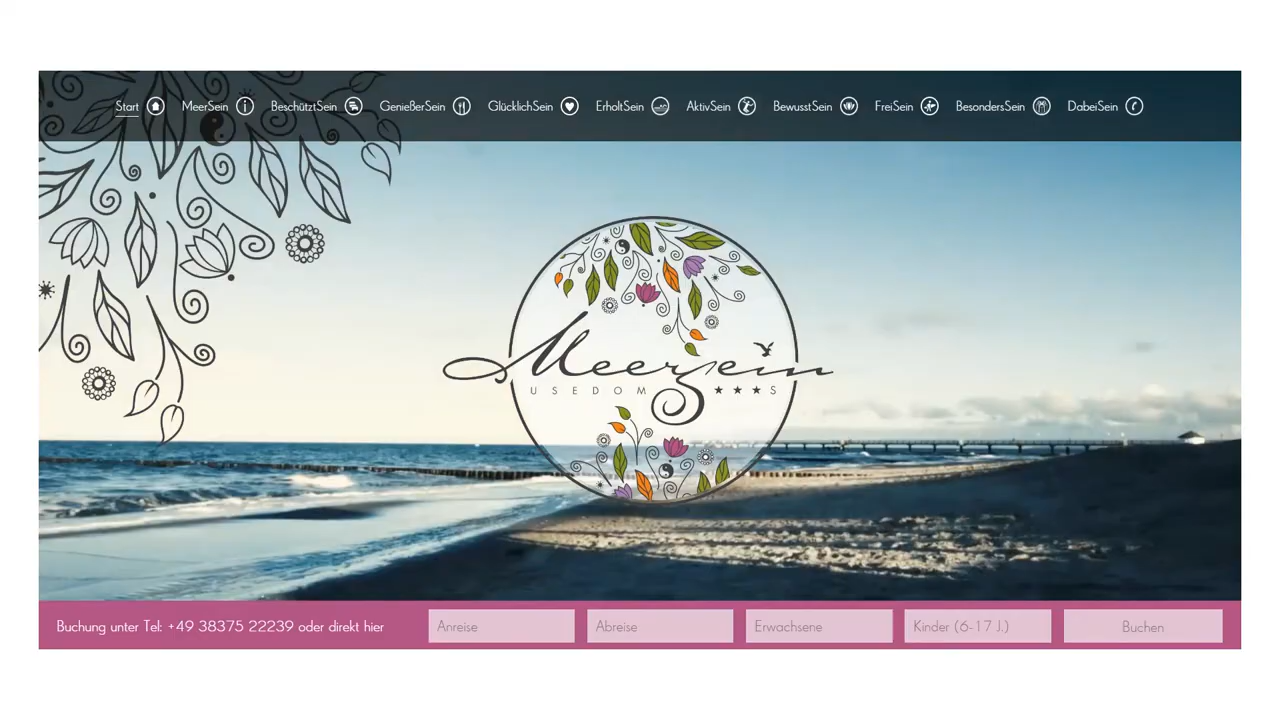 Start MeerSein BeschütztSein GenießerSein GlücklichSein ErholtSein AktivSein BewusstSein FreiSein BesondersSein DabeiSein
Meersein
USEDOM ★★★S
Buchung unter Tel: +49 38375 22239 oder direkt hier Anreise Abreise Erwachsene Kinder (6-17 J.) Buchen